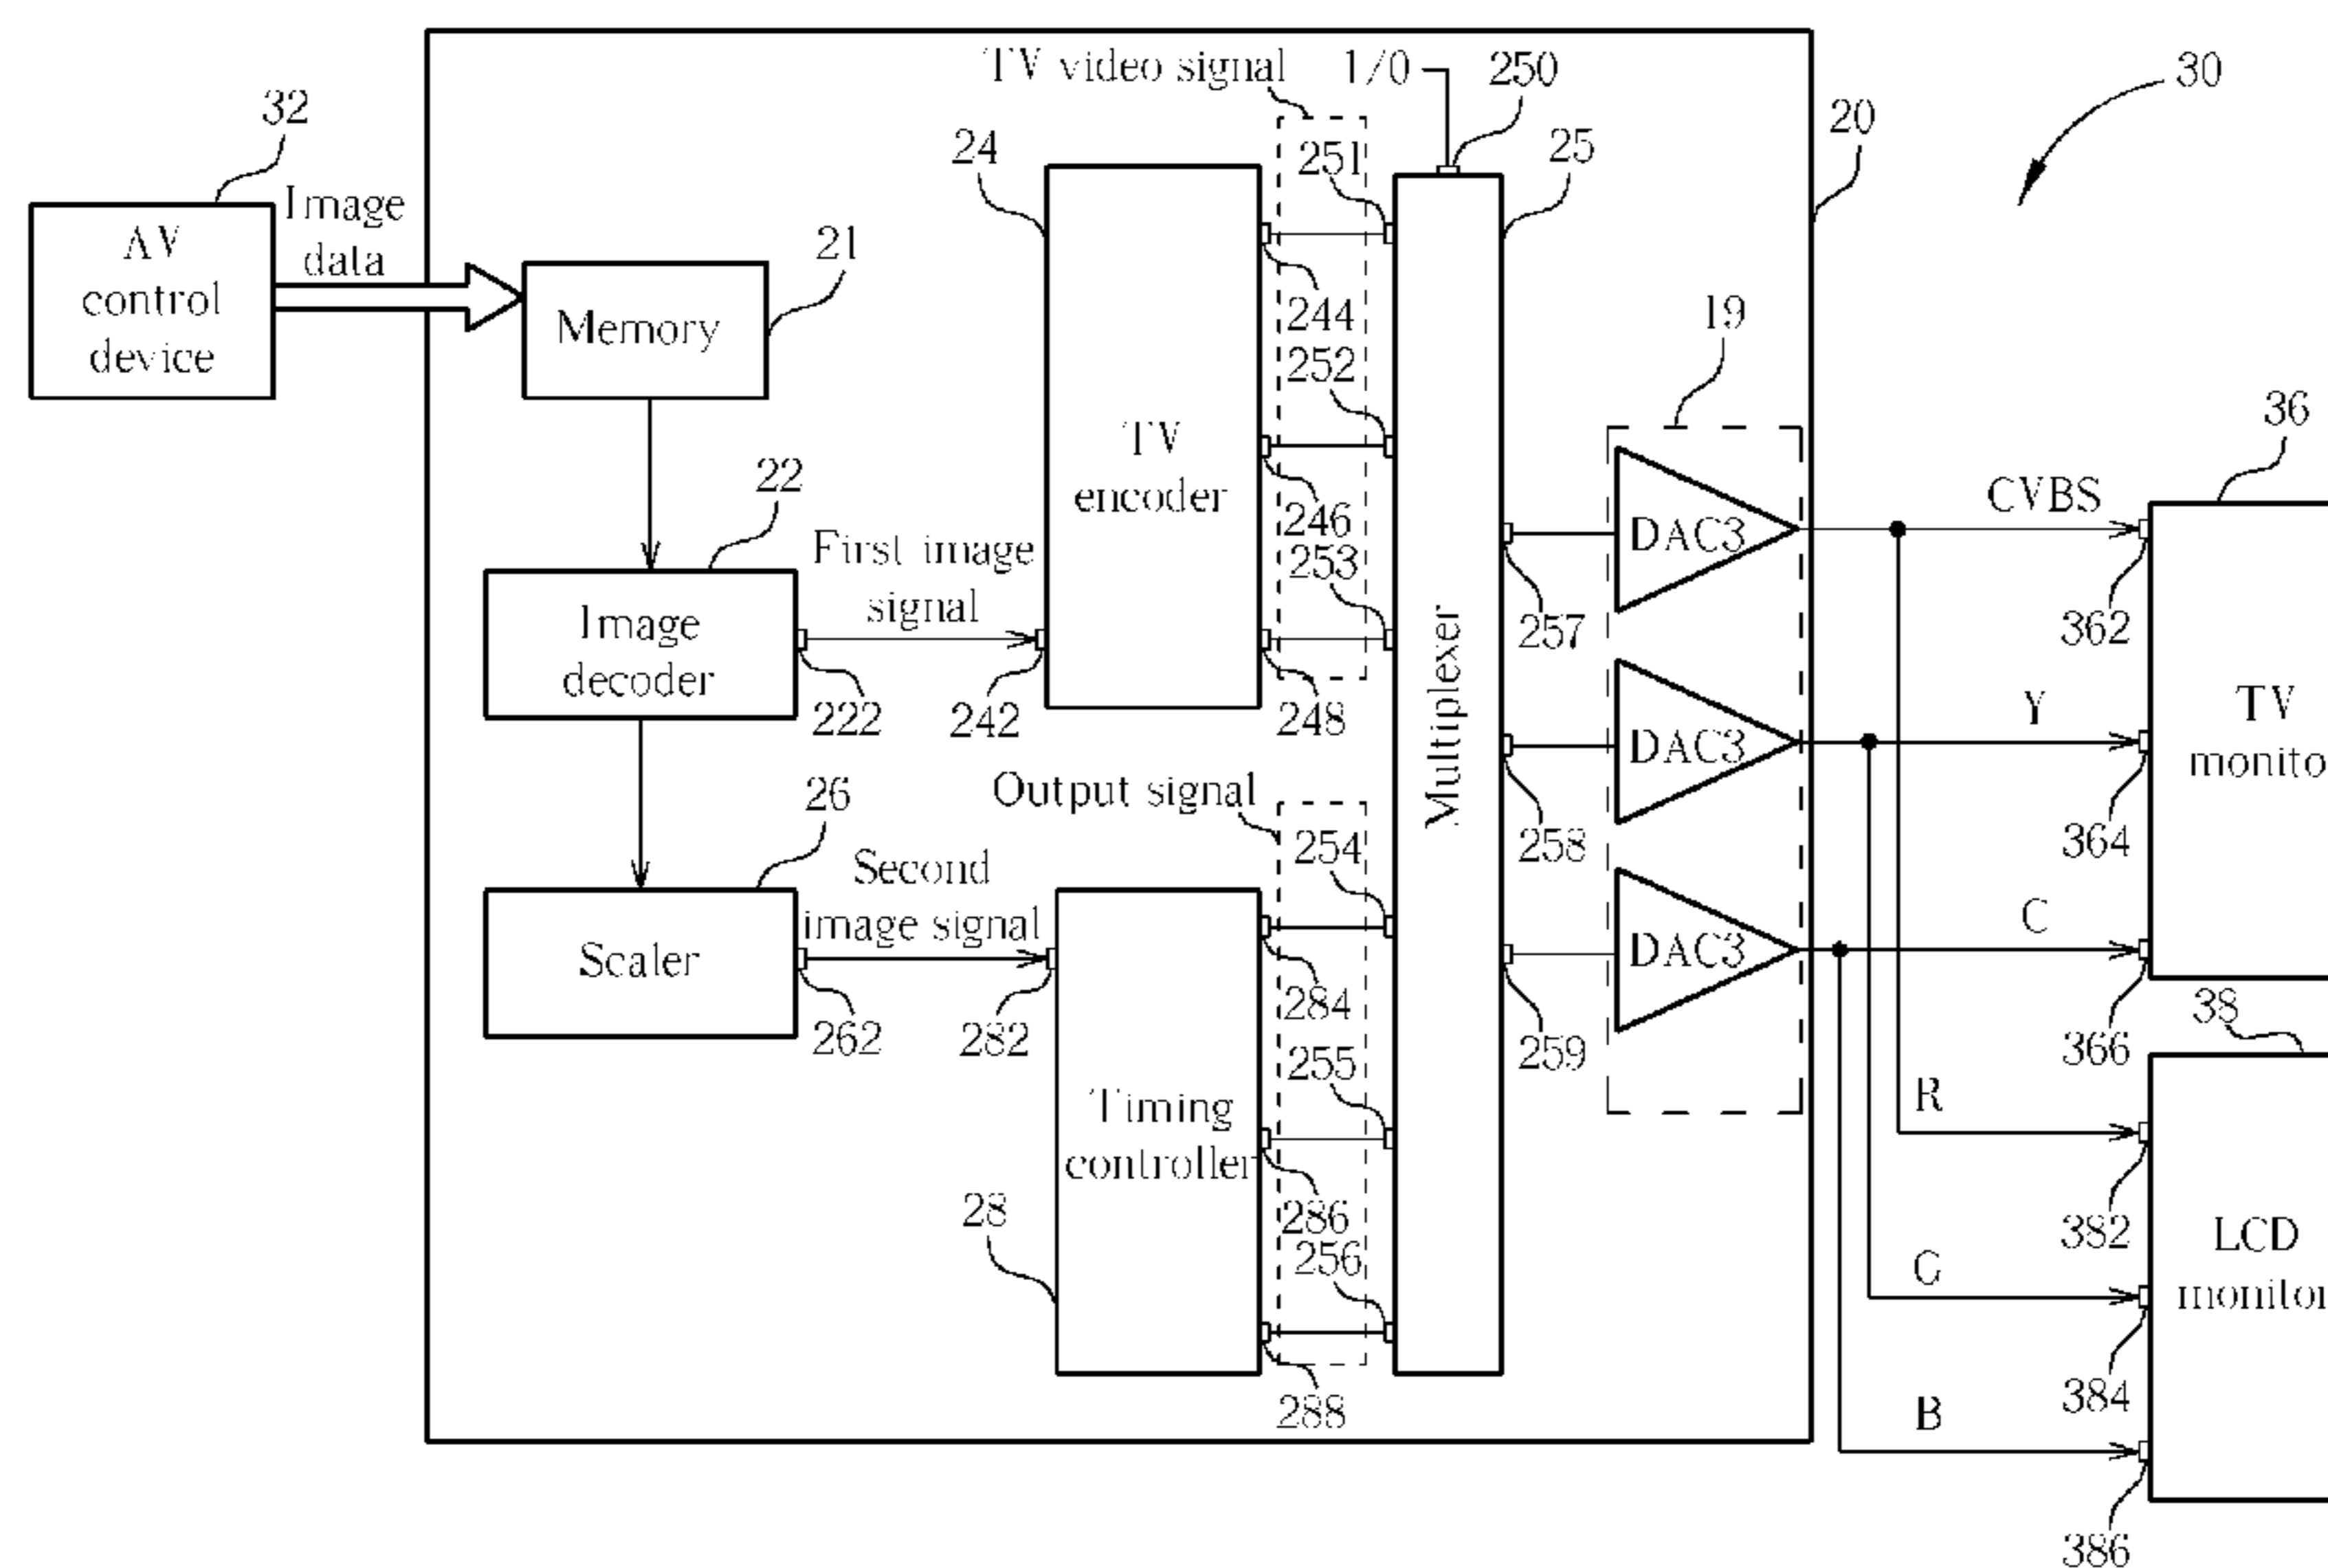 TV video signal
1/0
250
30
32
20
24
251
25
Image
data
AV
control
device
21
Memory
244
252
19
36
22
TV
encoder
246
CVBS
DAC3
First image
signal
253
Image
decoder
257
362
222
242
248
Multiplexer
Y
DAC3
TV
monito
Output signal
26
254
258
364
Second
image signal
C
Scaler
DAC3
284
38
262
282
255
259
366
R
Timing
controller
28
286
382
256
G
LCD
monitor
288
384
B
386